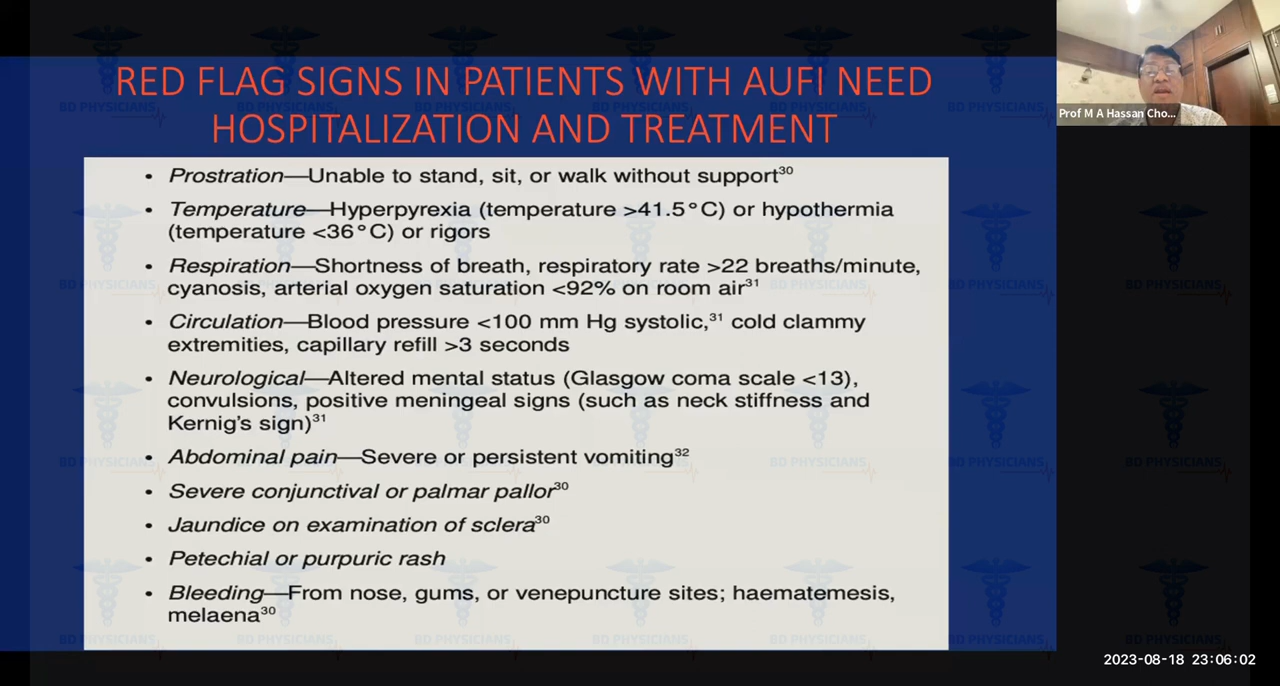 RED FLAG SIGNS IN PATIENTS WITH AUFI NEED
HOSPITALIZATION AND TREATMENT
• Prostration—Unable to stand, sit, or walk without support30
• Temperature—Hyperpyrexia (temperature >41.5°C) or hypothermia
(temperature <36°C) or rigors
• Respiration—Shortness of breath, respiratory rate >22 breaths/minute,
cyanosis, arterial oxygen saturation <92% on room air31
• Circulation—Blood pressure <100 mm Hg systolic,31 cold clammy
extremities, capillary refill >3 seconds
• Neurological—Altered mental status (Glasgow coma scale <13),
convulsions, positive meningeal signs (such as neck stiffness and
Kernig's sign)31
• Abdominal pain—Severe or persistent vomiting32
• Severe conjunctival or palmar pallor30
• Jaundice on examination of sclera30
• Petechial or purpuric rash
• Bleeding—From nose, gums, or venepuncture sites; haematemesis,
melaena30
Prof M A Hassan Cho...
2023-08-18 23:06:02
BD PHYSICIANS